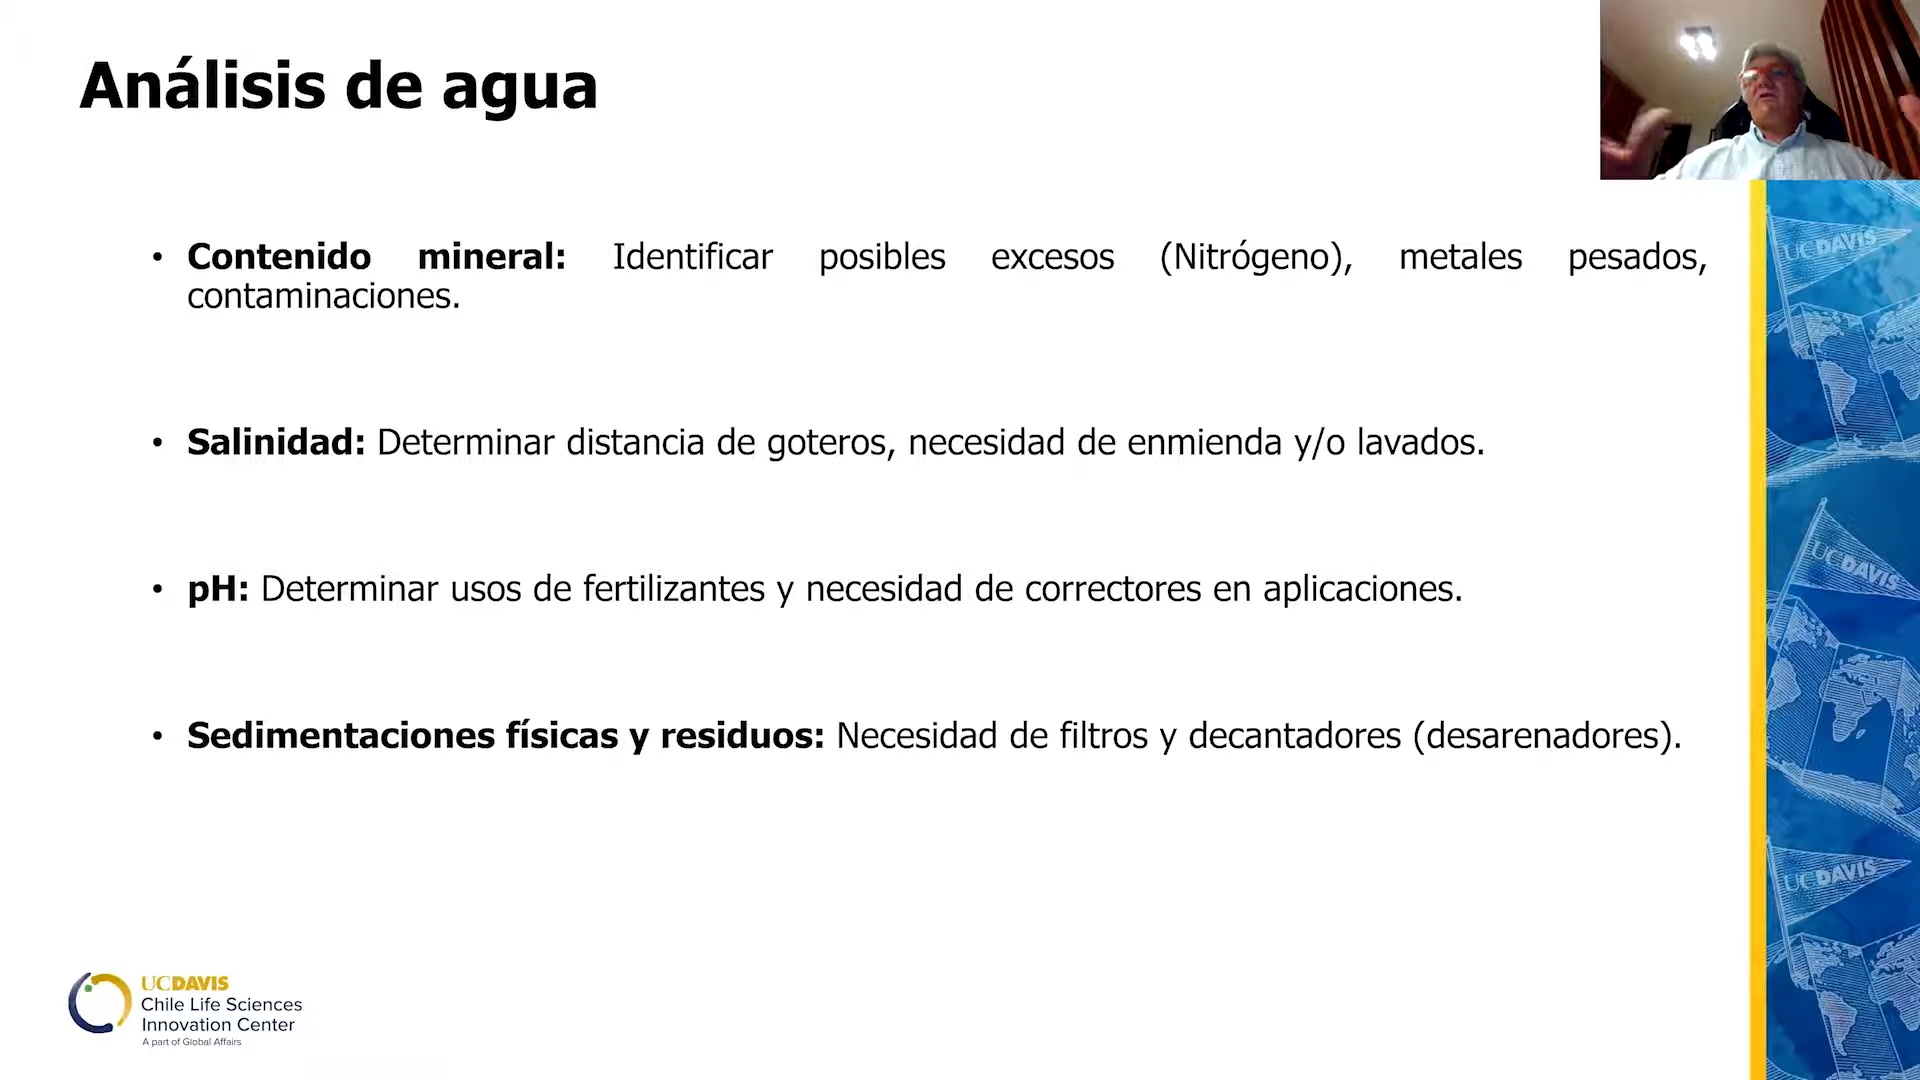 Análisis de agua
• Contenido mineral: Identificar posibles excesos (Nitrógeno), metales pesados,
contaminaciones.
• Salinidad: Determinar distancia de goteros, necesidad de enmienda y/o lavados.
• pH: Determinar usos de fertilizantes y necesidad de correctores en aplicaciones.
• Sedimentaciones físicas y residuos: Necesidad de filtros y decantadores (desarenadores).
UC DAVIS
UC DAVIS
UC DAVIS
UCDAVIS
Chile Life Sciences
Innovation Center
A part of Global Affairs